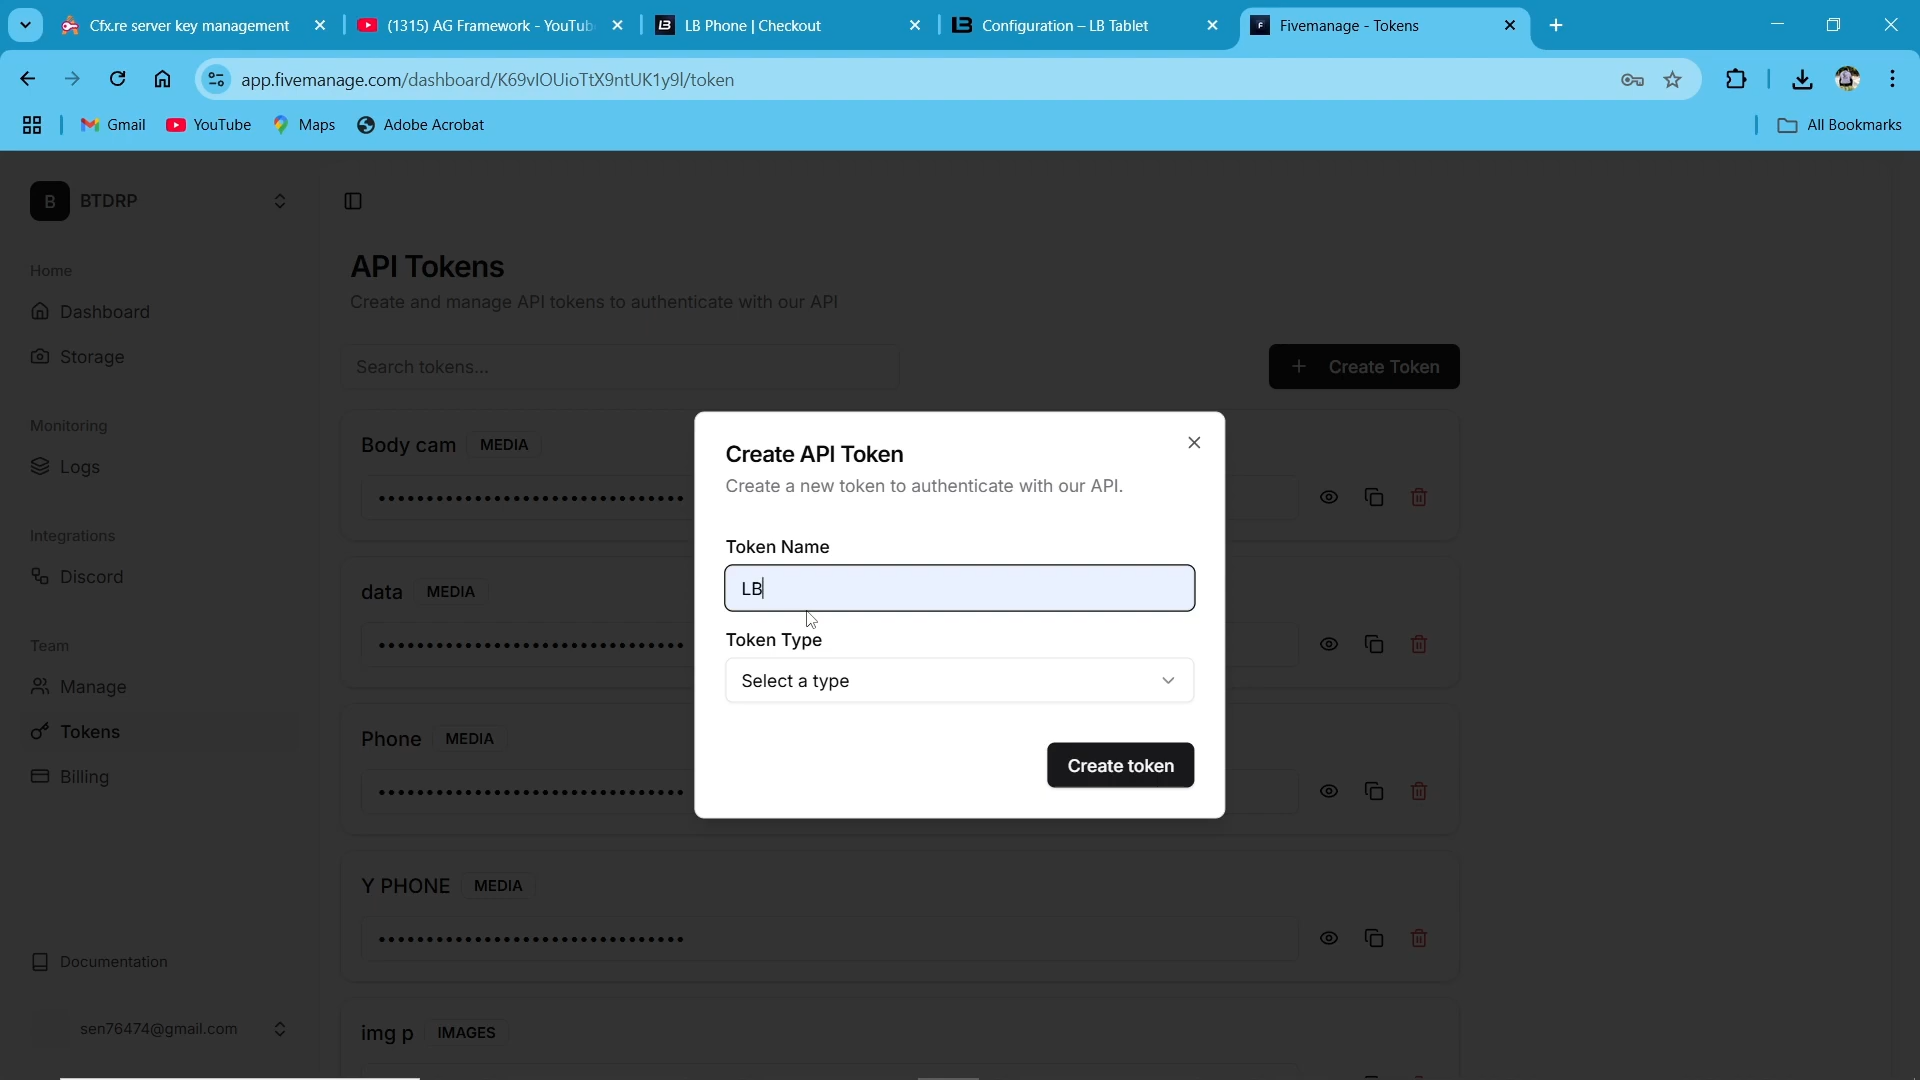 Cfx.re server key management
(1315) AG Framework - YouTub
LB Phone | Checkout
Configuration – LB Tablet
Fivemanage - Tokens
app.fivemanage.com/dashboard/K69vIOUioTtX9ntUK1y9l/token
Gmail
YouTube
Maps
Adobe Acrobat
All Bookmarks
B BTDRP
Home
Dashboard
Storage
Monitoring
Logs
Integrations
Discord
Team
Manage
Tokens
Billing
Documentation
sen76474@gmail.com
API Tokens
Create and manage API tokens to authenticate with our API
Search tokens...
Create Token
Body cam MEDIA
data MEDIA
Phone MEDIA
Y PHONE MEDIA
img p IMAGES
Create API Token
Create a new token to authenticate with our API.
Token Name
LB
Token Type
Select a type
Create token